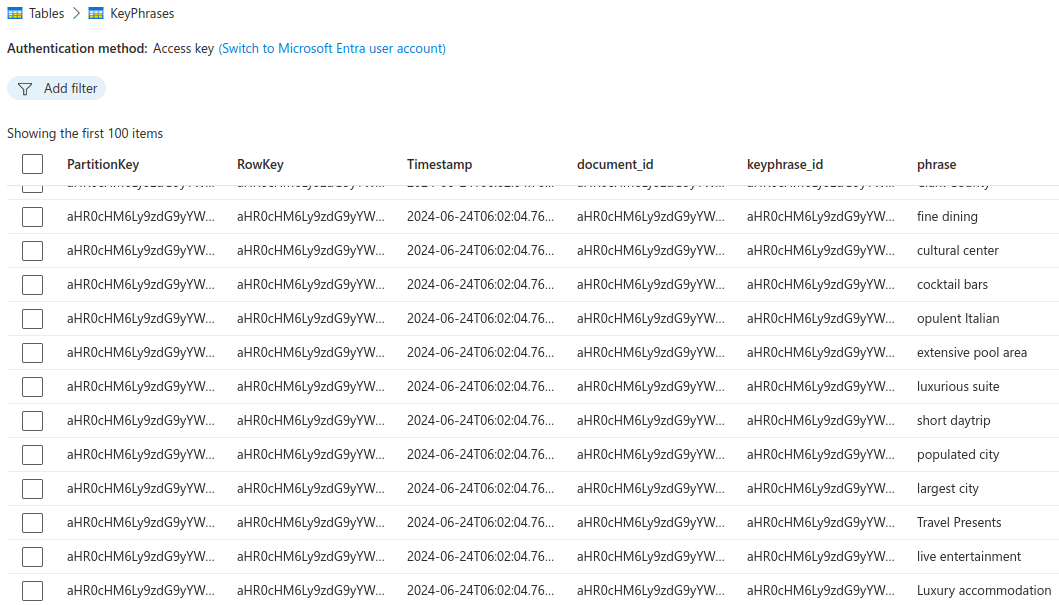 Tables > KeyPhrases
Authentication method: Access key (Switch to Microsoft Entra user account)
Add filter
Showing the first 100 items
PartitionKey RowKey Timestamp document_id keyphrase_id phrase
aHR0cHM6Ly9zdG9yYW... aHR0cHM6Ly9zdG9yYW... 2024-06-24T06:02:04.76... aHR0cHM6Ly9zdG9yYW... aHR0cHM6Ly9zdG9yYW... fine dining
aHR0cHM6Ly9zdG9yYW... aHR0cHM6Ly9zdG9yYW... 2024-06-24T06:02:04.76... aHR0cHM6Ly9zdG9yYW... aHR0cHM6Ly9zdG9yYW... cultural center
aHR0cHM6Ly9zdG9yYW... aHR0cHM6Ly9zdG9yYW... 2024-06-24T06:02:04.76... aHR0cHM6Ly9zdG9yYW... aHR0cHM6Ly9zdG9yYW... cocktail bars
aHR0cHM6Ly9zdG9yYW... aHR0cHM6Ly9zdG9yYW... 2024-06-24T06:02:04.76... aHR0cHM6Ly9zdG9yYW... aHR0cHM6Ly9zdG9yYW... opulent Italian
aHR0cHM6Ly9zdG9yYW... aHR0cHM6Ly9zdG9yYW... 2024-06-24T06:02:04.76... aHR0cHM6Ly9zdG9yYW... aHR0cHM6Ly9zdG9yYW... extensive pool area
aHR0cHM6Ly9zdG9yYW... aHR0cHM6Ly9zdG9yYW... 2024-06-24T06:02:04.76... aHR0cHM6Ly9zdG9yYW... aHR0cHM6Ly9zdG9yYW... luxurious suite
aHR0cHM6Ly9zdG9yYW... aHR0cHM6Ly9zdG9yYW... 2024-06-24T06:02:04.76... aHR0cHM6Ly9zdG9yYW... aHR0cHM6Ly9zdG9yYW... short daytrip
aHR0cHM6Ly9zdG9yYW... aHR0cHM6Ly9zdG9yYW... 2024-06-24T06:02:04.76... aHR0cHM6Ly9zdG9yYW... aHR0cHM6Ly9zdG9yYW... populated city
aHR0cHM6Ly9zdG9yYW... aHR0cHM6Ly9zdG9yYW... 2024-06-24T06:02:04.76... aHR0cHM6Ly9zdG9yYW... aHR0cHM6Ly9zdG9yYW... largest city
aHR0cHM6Ly9zdG9yYW... aHR0cHM6Ly9zdG9yYW... 2024-06-24T06:02:04.76... aHR0cHM6Ly9zdG9yYW... aHR0cHM6Ly9zdG9yYW... Travel Presents
aHR0cHM6Ly9zdG9yYW... aHR0cHM6Ly9zdG9yYW... 2024-06-24T06:02:04.76... aHR0cHM6Ly9zdG9yYW... aHR0cHM6Ly9zdG9yYW... live entertainment
aHR0cHM6Ly9zdG9yYW... aHR0cHM6Ly9zdG9yYW... 2024-06-24T06:02:04.76... aHR0cHM6Ly9zdG9yYW... aHR0cHM6Ly9zdG9yYW... Luxury accommodation